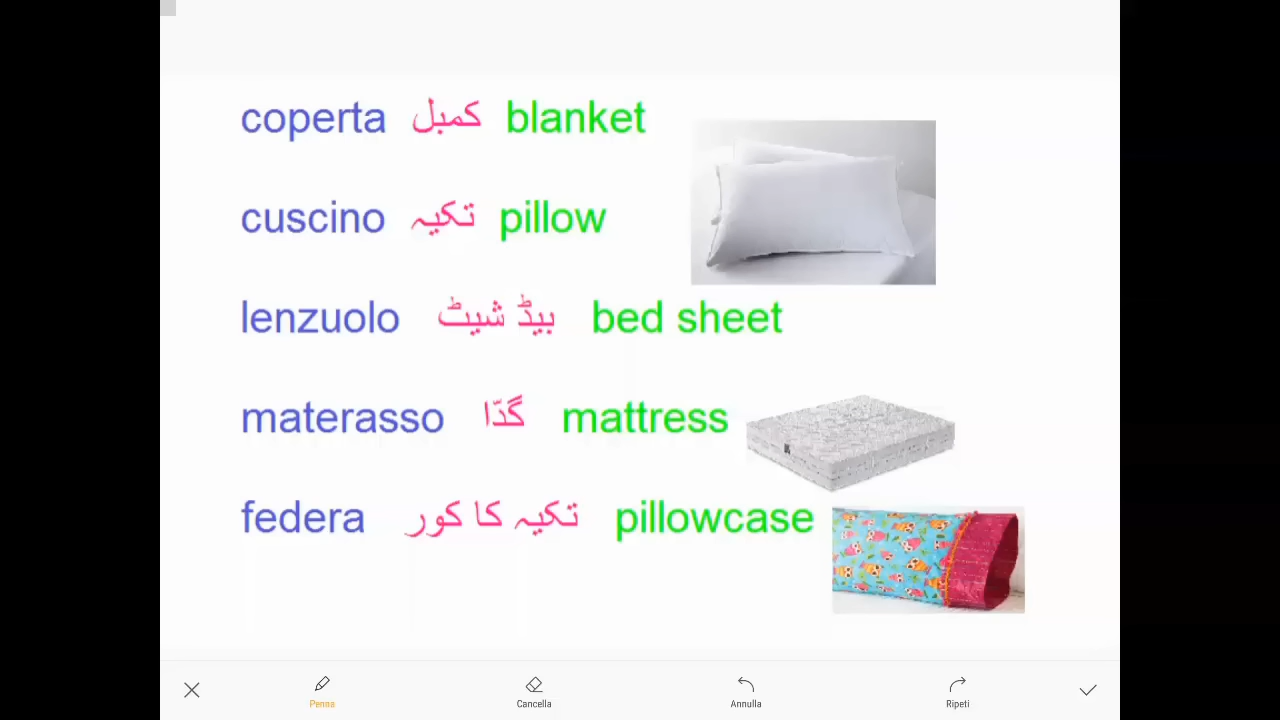 coperta کمبل blanket
cuscino تکیہ pillow
lenzuolo بیڈ شیٹ bed sheet
materasso گدّا mattress
federa تکیہ کا کور pillowcase
Penna Cancella Annulla Ripeti